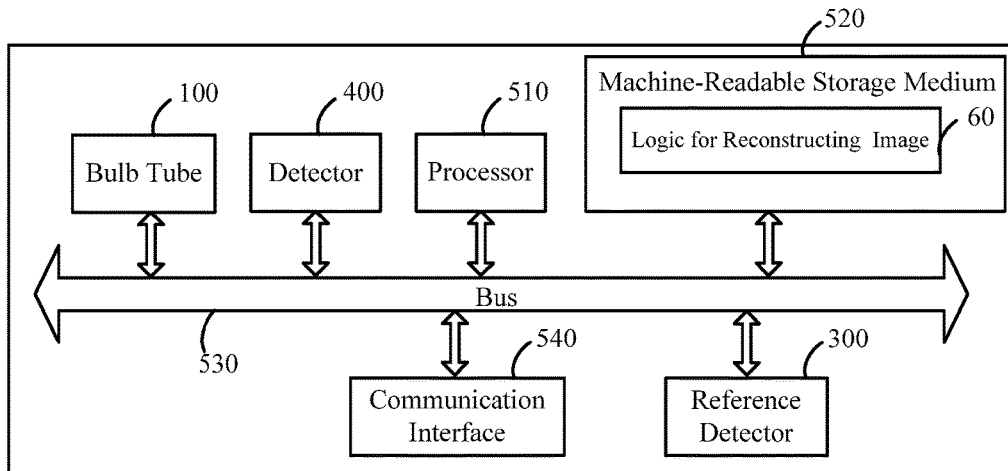 520
Machine-Readable Storage Medium
100
400
510
60
Logic for Reconstructing Image
Bulb Tube
Detector
Processor
Bus
530
540
300
Communication
Interface
Reference
Detector